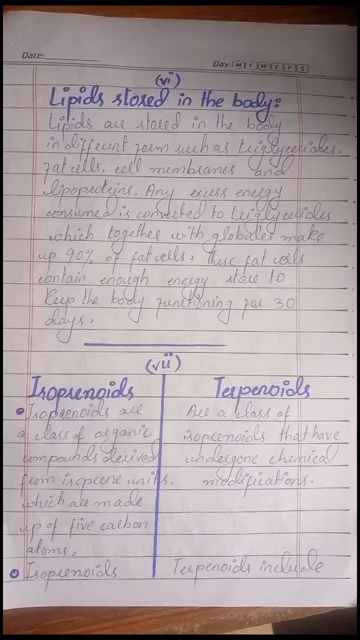 Date:
Day: M T W T F S
(vi)
Lipids stored in the body:
Lipids are stored in the body
in different form such as triglycerides.
Fat cells, cell membranes and
lipoproteins. Any excess energy
consumed is converted to triglycerides
which together with globules make
up 90% of fat cells. These fat cells
contain enough energy store to
keep the body functioning for 30
days.
(vii)
Isoprenoids Terpenoids
• Isoprenoids are Are a class of
a class of organic isoprenoids that have
compounds derived undergone chemical
from isoprene units. modifications.
which are made
up of five carbon
atoms.
• Isoprenoids Terpenoids include